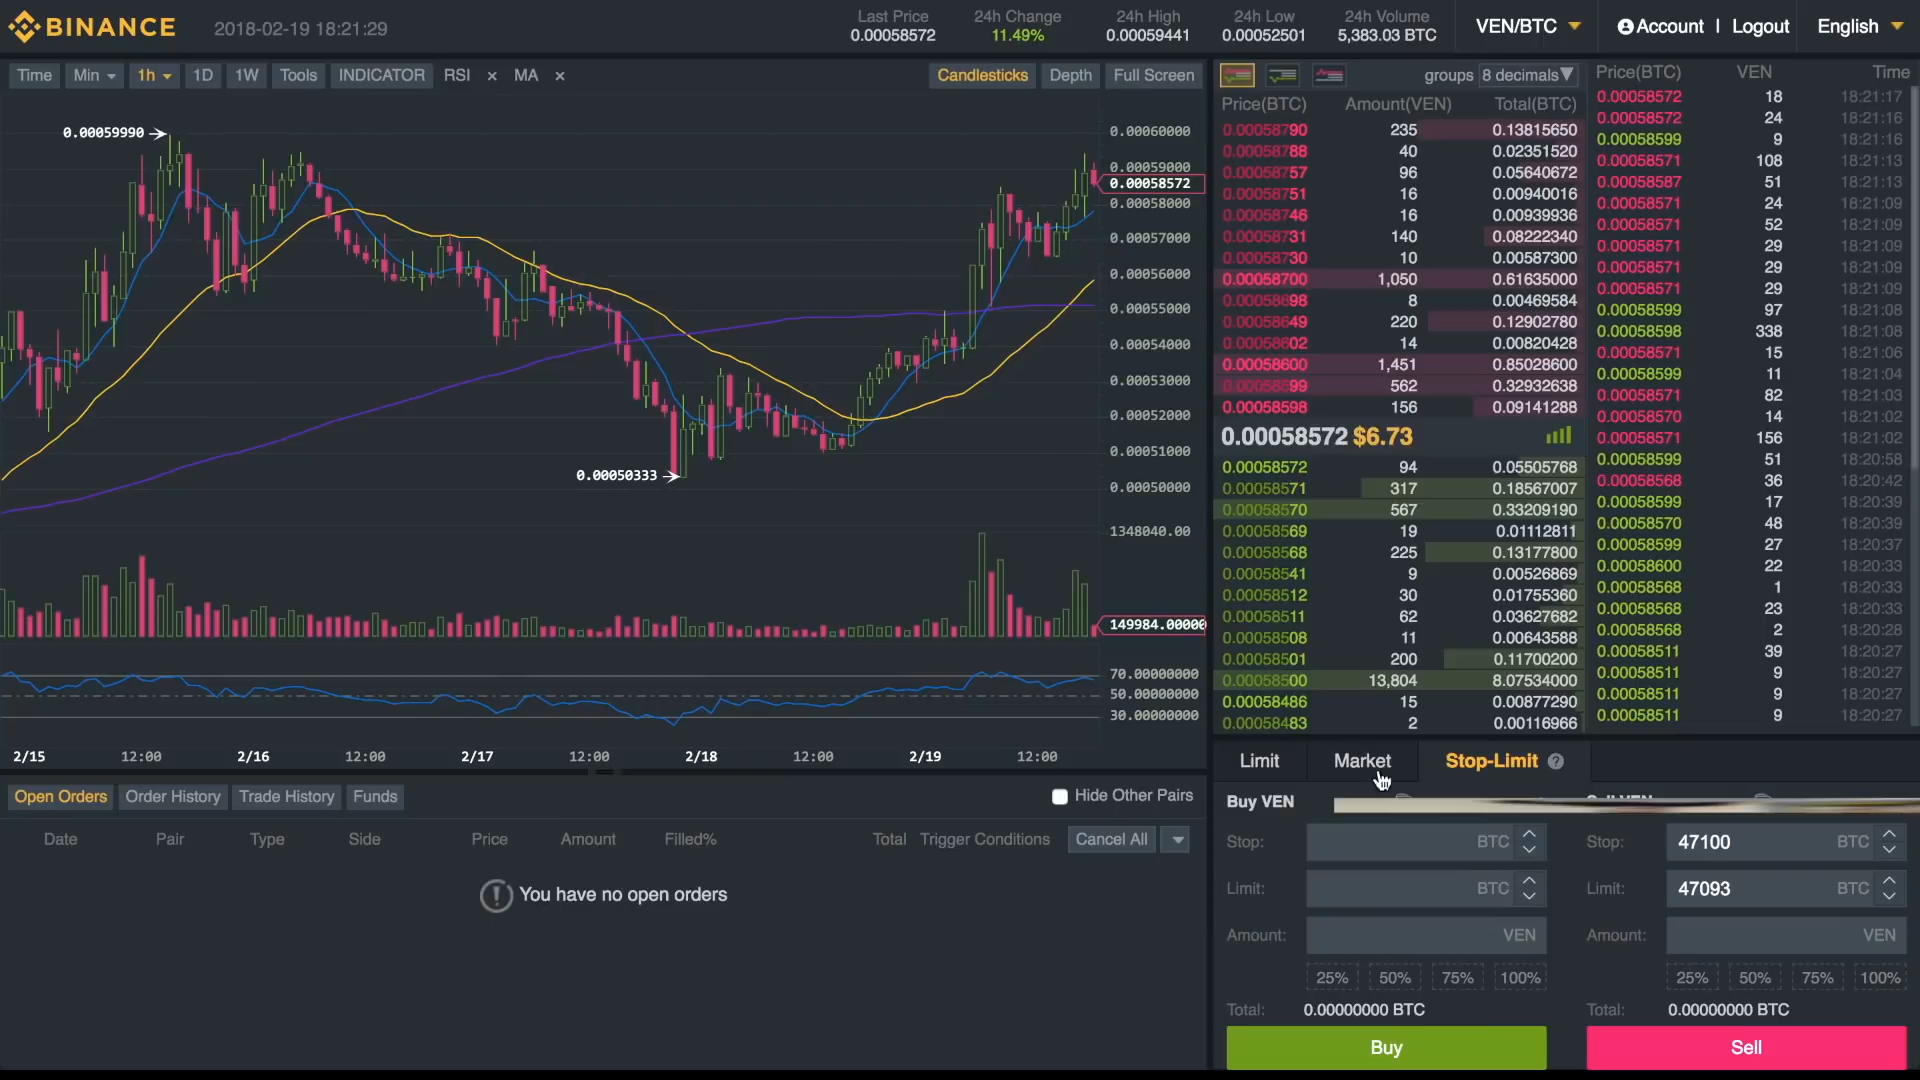 BINANCE 2018-02-19 18:21:29
Last Price 24h Change 24h High 24h Low 24h Volume
0.00058572 11.49% 0.00059441 0.00052501 5,383.03 BTC
VEN/BTC Account | Logout English
Time Min 1h 1D 1W Tools INDICATOR RSI × MA × Candlesticks Depth Full Screen
0.00059990
0.00050333
0.00060000
0.00059000
0.00058572
0.00058000
0.00057000
0.00056000
0.00055000
0.00054000
0.00053000
0.00052000
0.00051000
0.00050000
1348040.00
149984.00000
70.00000000
50.00000000
30.00000000
2/15 12:00 2/16 12:00 2/17 12:00 2/18 12:00 2/19 12:00
groups 8 decimals
Price(BTC) Amount(VEN) Total(BTC)
0.00058790 235 0.13815650
0.00058788 40 0.02351520
0.00058757 96 0.05640672
0.00058751 16 0.00940016
0.00058746 16 0.00939936
0.00058731 140 0.08222340
0.00058730 10 0.00587300
0.00058700 1,050 0.61635000
0.00058698 8 0.00469584
0.00058649 220 0.12902780
0.00058602 14 0.00820428
0.00058600 1,451 0.85028600
0.00058599 562 0.32932638
0.00058598 156 0.09141288
0.00058572 $6.73
0.00058572 94 0.05505768
0.00058571 317 0.18567007
0.00058570 567 0.33209190
0.00058569 19 0.01112811
0.00058568 225 0.13177800
0.00058541 9 0.00526869
0.00058512 30 0.01755360
0.00058511 62 0.03627682
0.00058508 11 0.00643588
0.00058501 200 0.11700200
0.00058500 13,804 8.07534000
0.00058486 15 0.00877290
0.00058483 2 0.00116966
Price(BTC) VEN Time
0.00058572 18 18:21:17
0.00058572 24 18:21:16
0.00058599 9 18:21:16
0.00058571 108 18:21:13
0.00058587 51 18:21:13
0.00058571 24 18:21:09
0.00058571 52 18:21:09
0.00058571 29 18:21:09
0.00058571 29 18:21:09
0.00058571 29 18:21:09
0.00058599 97 18:21:08
0.00058598 338 18:21:08
0.00058571 15 18:21:06
0.00058599 11 18:21:04
0.00058571 82 18:21:03
0.00058570 14 18:21:02
0.00058571 156 18:21:02
0.00058599 51 18:20:58
0.00058568 36 18:20:42
0.00058599 17 18:20:39
0.00058570 48 18:20:39
0.00058599 27 18:20:37
0.00058600 22 18:20:33
0.00058568 1 18:20:33
0.00058568 23 18:20:33
0.00058568 2 18:20:28
0.00058511 39 18:20:27
0.00058511 9 18:20:27
0.00058511 9 18:20:27
0.00058511 9 18:20:27
Open Orders Order History Trade History Funds Hide Other Pairs
Date Pair Type Side Price Amount Filled% Total Trigger Conditions Cancel All
You have no open orders
Limit Market Stop-Limit ?
Buy VEN
Stop: BTC
Limit: BTC
Amount: VEN
25% 50% 75% 100%
Total: 0.00000000 BTC
Buy
Sell VEN
Stop: 47100 BTC
Limit: 47093 BTC
Amount: VEN
25% 50% 75% 100%
Total: 0.00000000 BTC
Sell